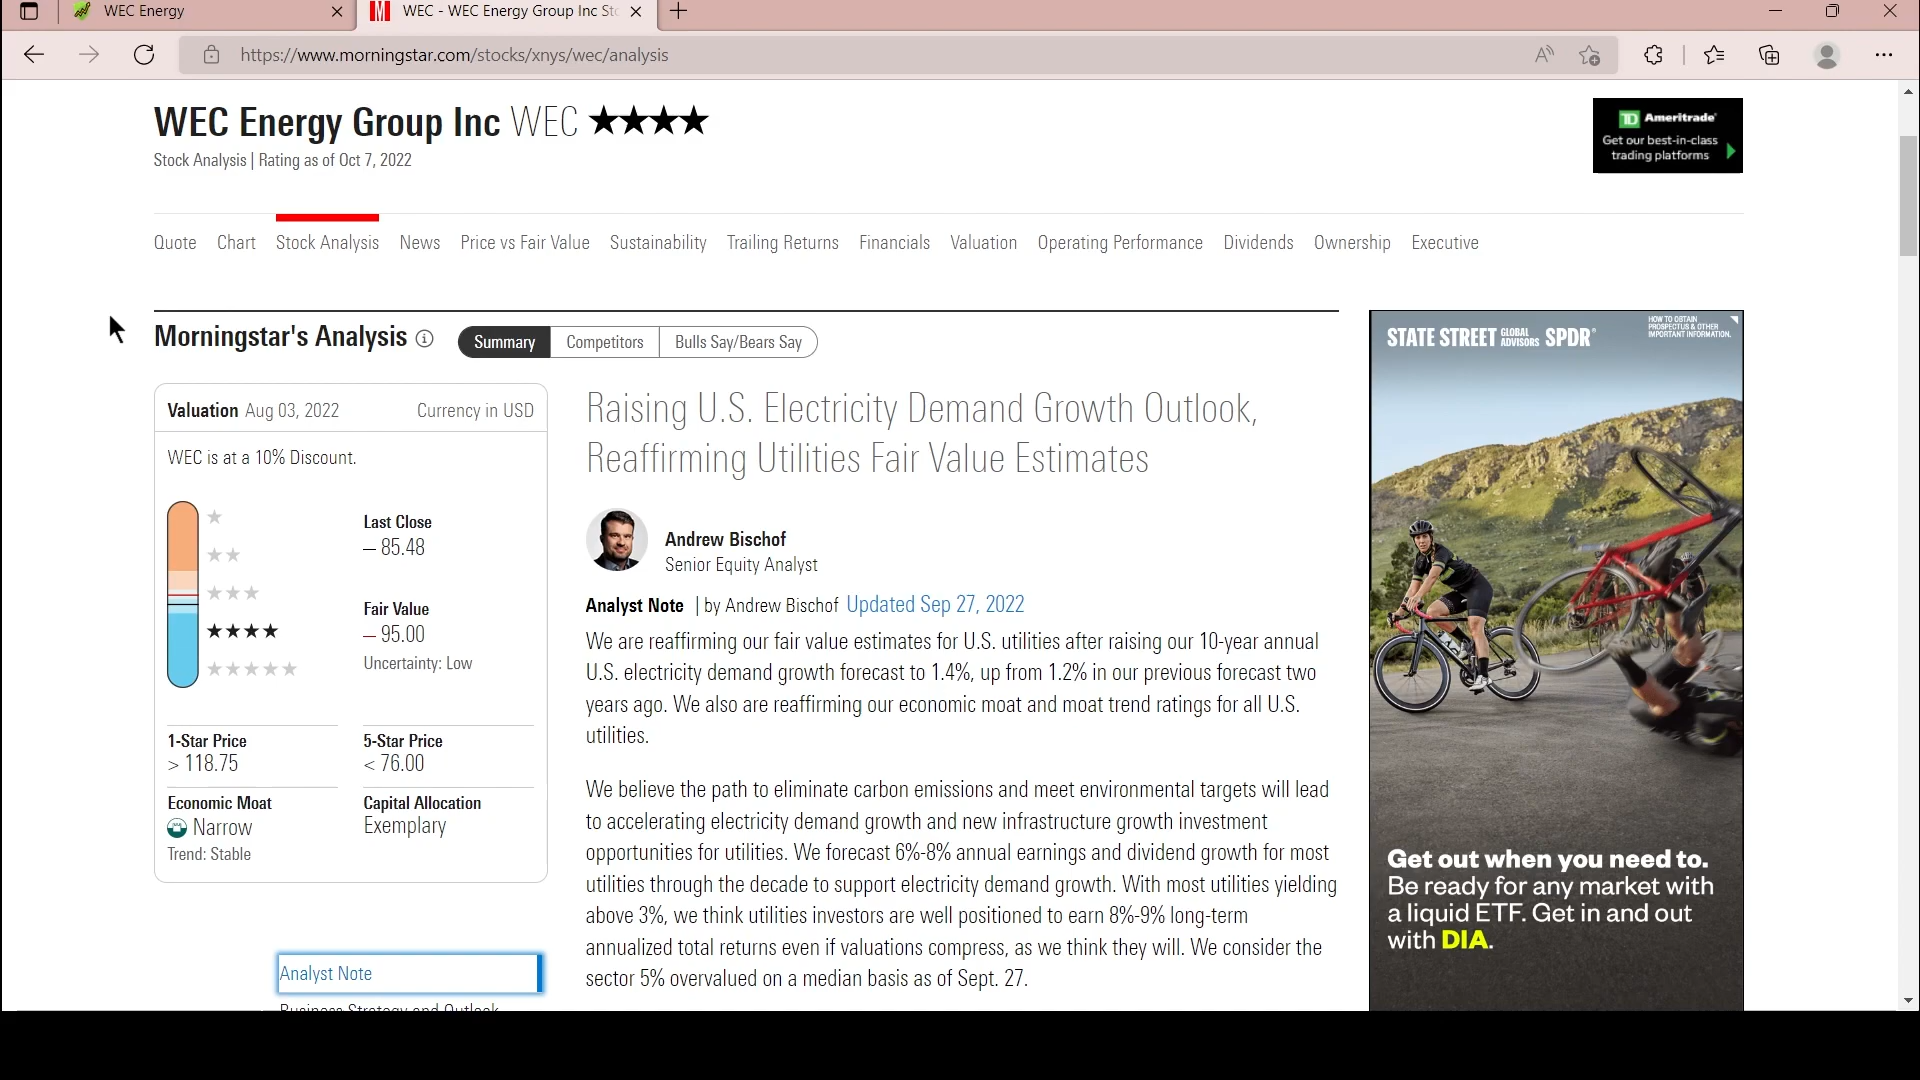 WEC Energy
WEC - WEC Energy Group Inc Sto
https://www.morningstar.com/stocks/xnys/wec/analysis
WEC Energy Group Inc WEC ★★★★
Stock Analysis | Rating as of Oct 7, 2022
TD Ameritrade
Get our best-in-class
trading platforms
Quote Chart Stock Analysis News Price vs Fair Value Sustainability Trailing Returns Financials Valuation Operating Performance Dividends Ownership Executive
Morningstar's Analysis
Summary Competitors Bulls Say/Bears Say
Valuation Aug 03, 2022 Currency in USD
WEC is at a 10% Discount.
Last Close
— 85.48
Fair Value
— 95.00
Uncertainty: Low
1-Star Price
> 118.75
5-Star Price
< 76.00
Economic Moat
Narrow
Trend: Stable
Capital Allocation
Exemplary
Analyst Note
Business Strategy and Outlook
Raising U.S. Electricity Demand Growth Outlook,
Reaffirming Utilities Fair Value Estimates
Andrew Bischof
Senior Equity Analyst
Analyst Note | by Andrew Bischof Updated Sep 27, 2022
We are reaffirming our fair value estimates for U.S. utilities after raising our 10-year annual
U.S. electricity demand growth forecast to 1.4%, up from 1.2% in our previous forecast two
years ago. We also are reaffirming our economic moat and moat trend ratings for all U.S.
utilities.
We believe the path to eliminate carbon emissions and meet environmental targets will lead
to accelerating electricity demand growth and new infrastructure growth investment
opportunities for utilities. We forecast 6%-8% annual earnings and dividend growth for most
utilities through the decade to support electricity demand growth. With most utilities yielding
above 3%, we think utilities investors are well positioned to earn 8%-9% long-term
annualized total returns even if valuations compress, as we think they will. We consider the
sector 5% overvalued on a median basis as of Sept. 27.
STATE STREET GLOBAL ADVISORS SPDR®
HOW TO OBTAIN
PROSPECTUS & OTHER
IMPORTANT INFORMATION.
Get out when you need to.
Be ready for any market with
a liquid ETF. Get in and out
with DIA.